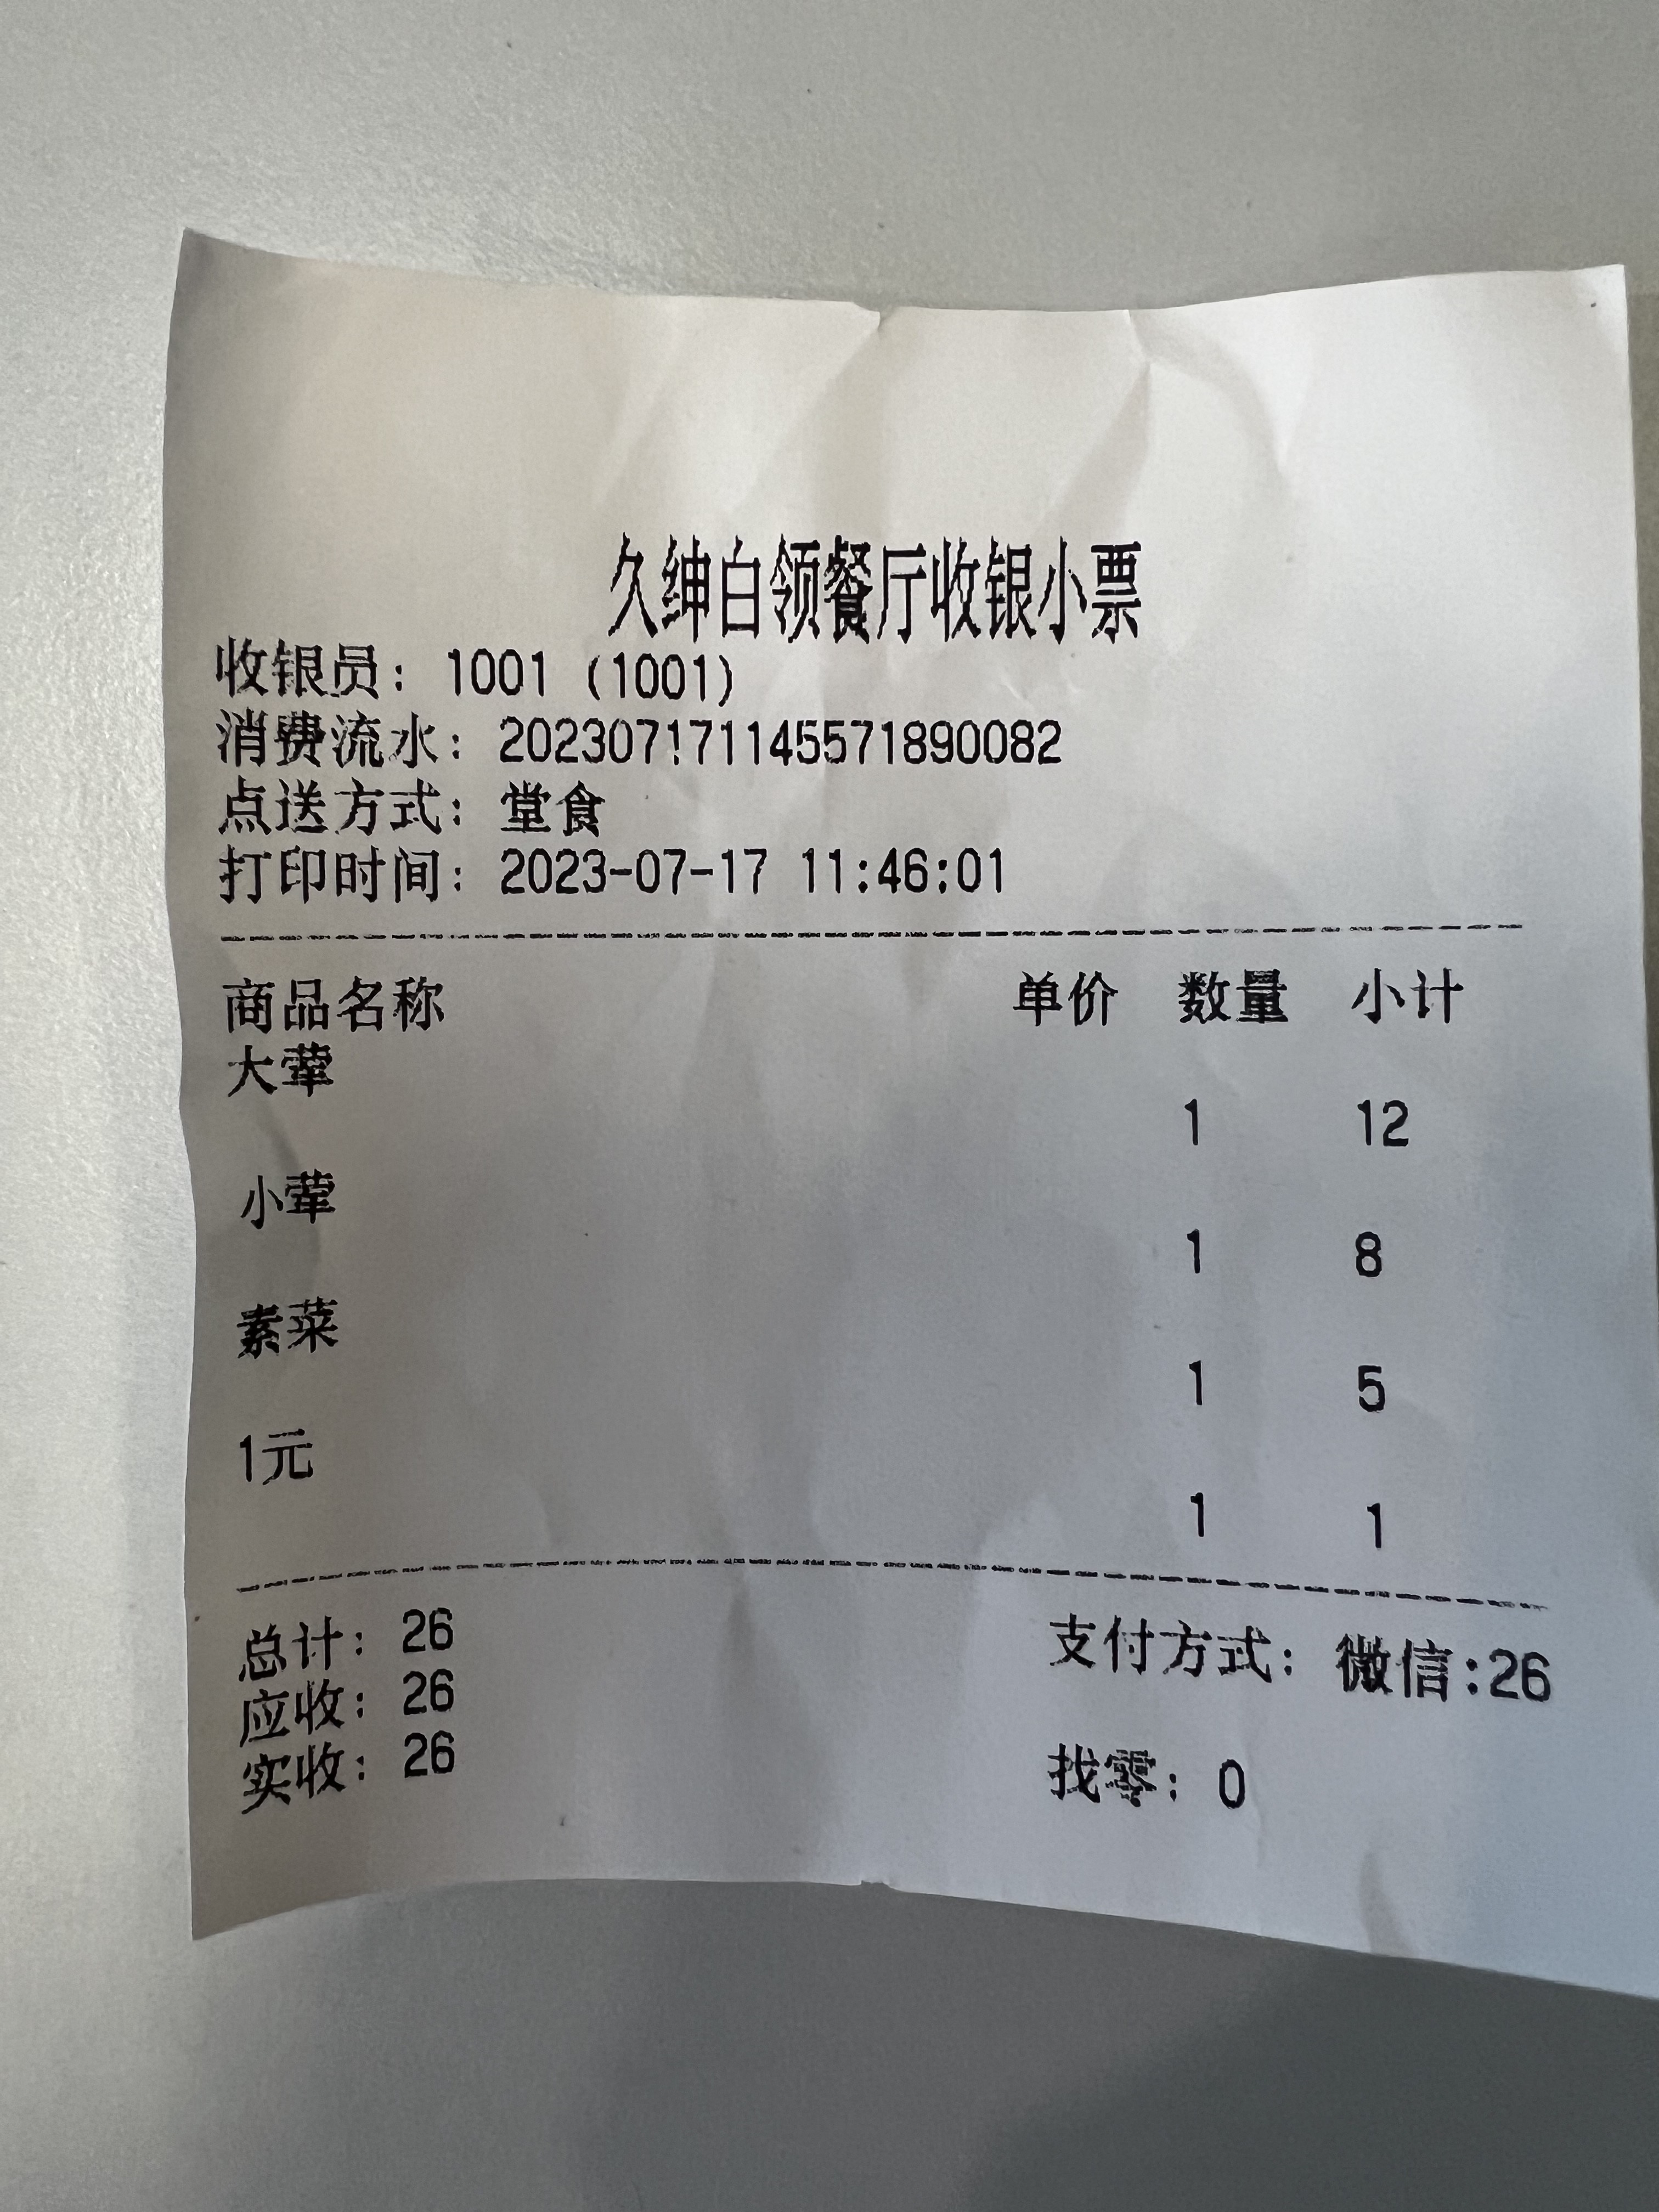 久绅白领餐厅收银小票
收银员: 1001 (1001)
消费流水: 202307171145571890082
点送方式: 堂食
打印时间: 2023-07-17 11:46:01
商品名称 单价 数量 小计
大荤
1 12
小荤
1 8
素菜
1 5
1元
1 1
总计: 26 支付方式: 微信:26
应收: 26
实收: 26 找零: 0